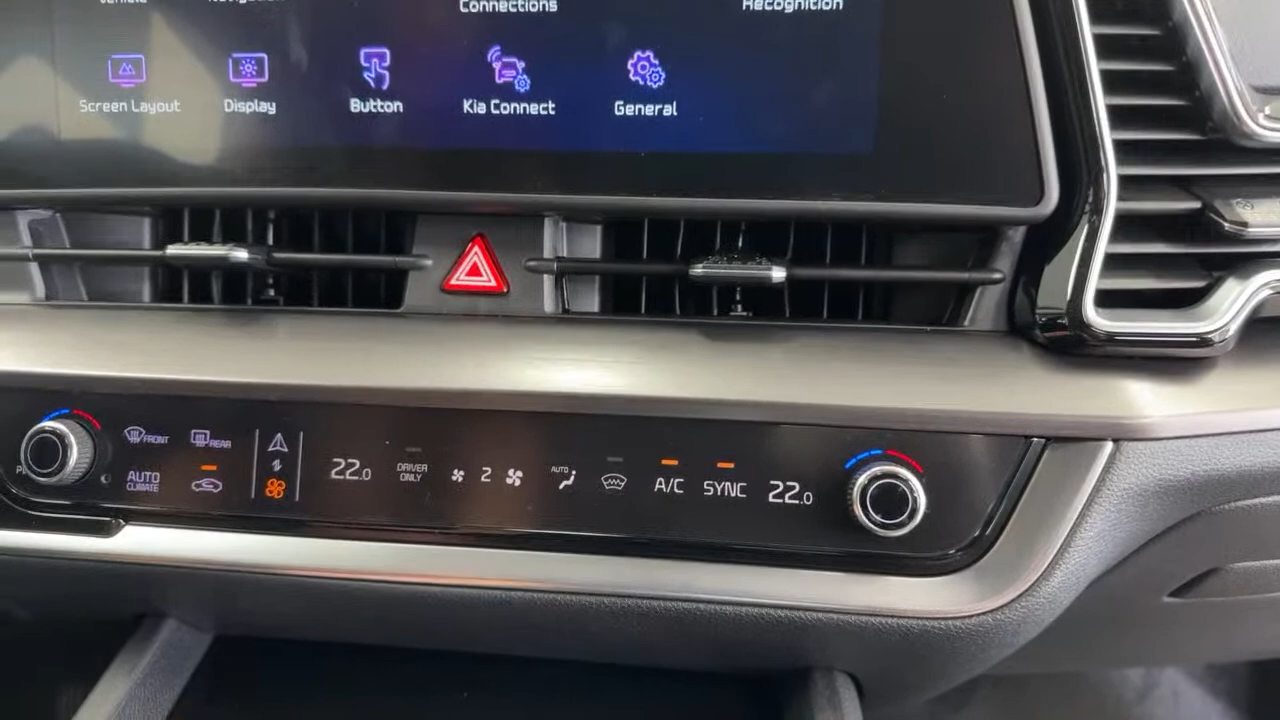 Connections
Recognition
Screen Layout
Display
Button
Kia Connect
General
FRONT
REAR
AUTO
CLIMATE
22.0
DRIVER
ONLY
2
AUTO
A/C
SYNC
22.0